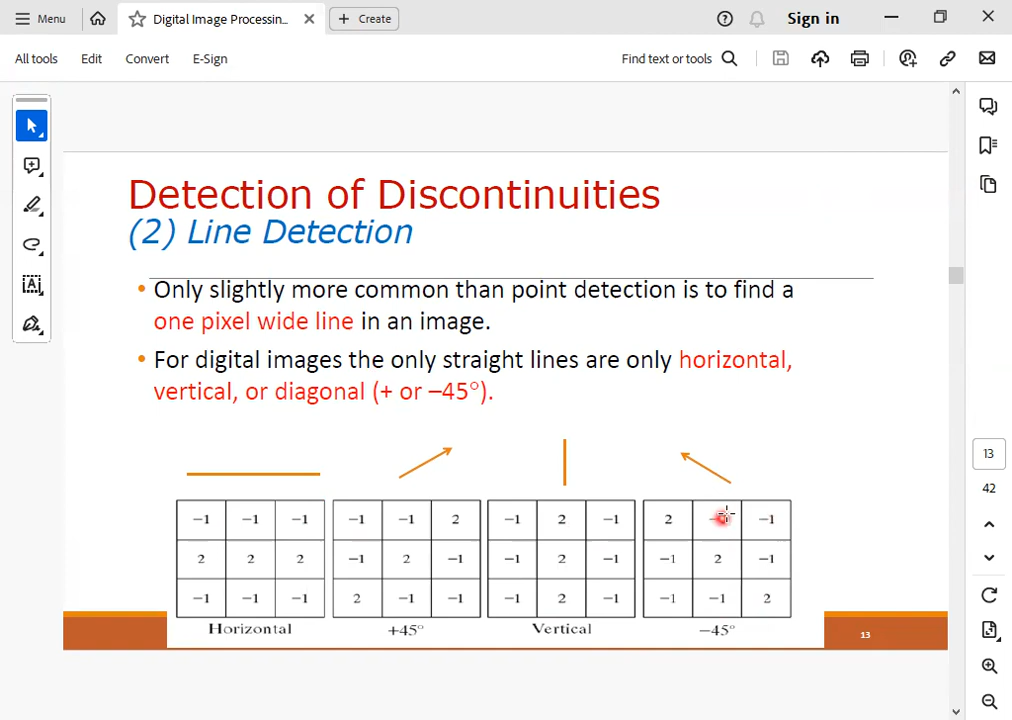 Menu
Digital Image Processin...
Create
Sign in
All tools
Edit
Convert
E-Sign
Find text or tools
Detection of Discontinuities
(2) Line Detection
• Only slightly more common than point detection is to find a
one pixel wide line in an image.
• For digital images the only straight lines are only horizontal,
vertical, or diagonal (+ or –45°).
−1 −1 −1 −1 −1 2 −1 2 −1 2 −1
2 2 2 −1 2 −1 −1 2 −1 −1 2 −1
−1 −1 −1 2 −1 −1 −1 2 −1 −1 −1 2
Horizontal +45° Vertical −45°
13
13
42